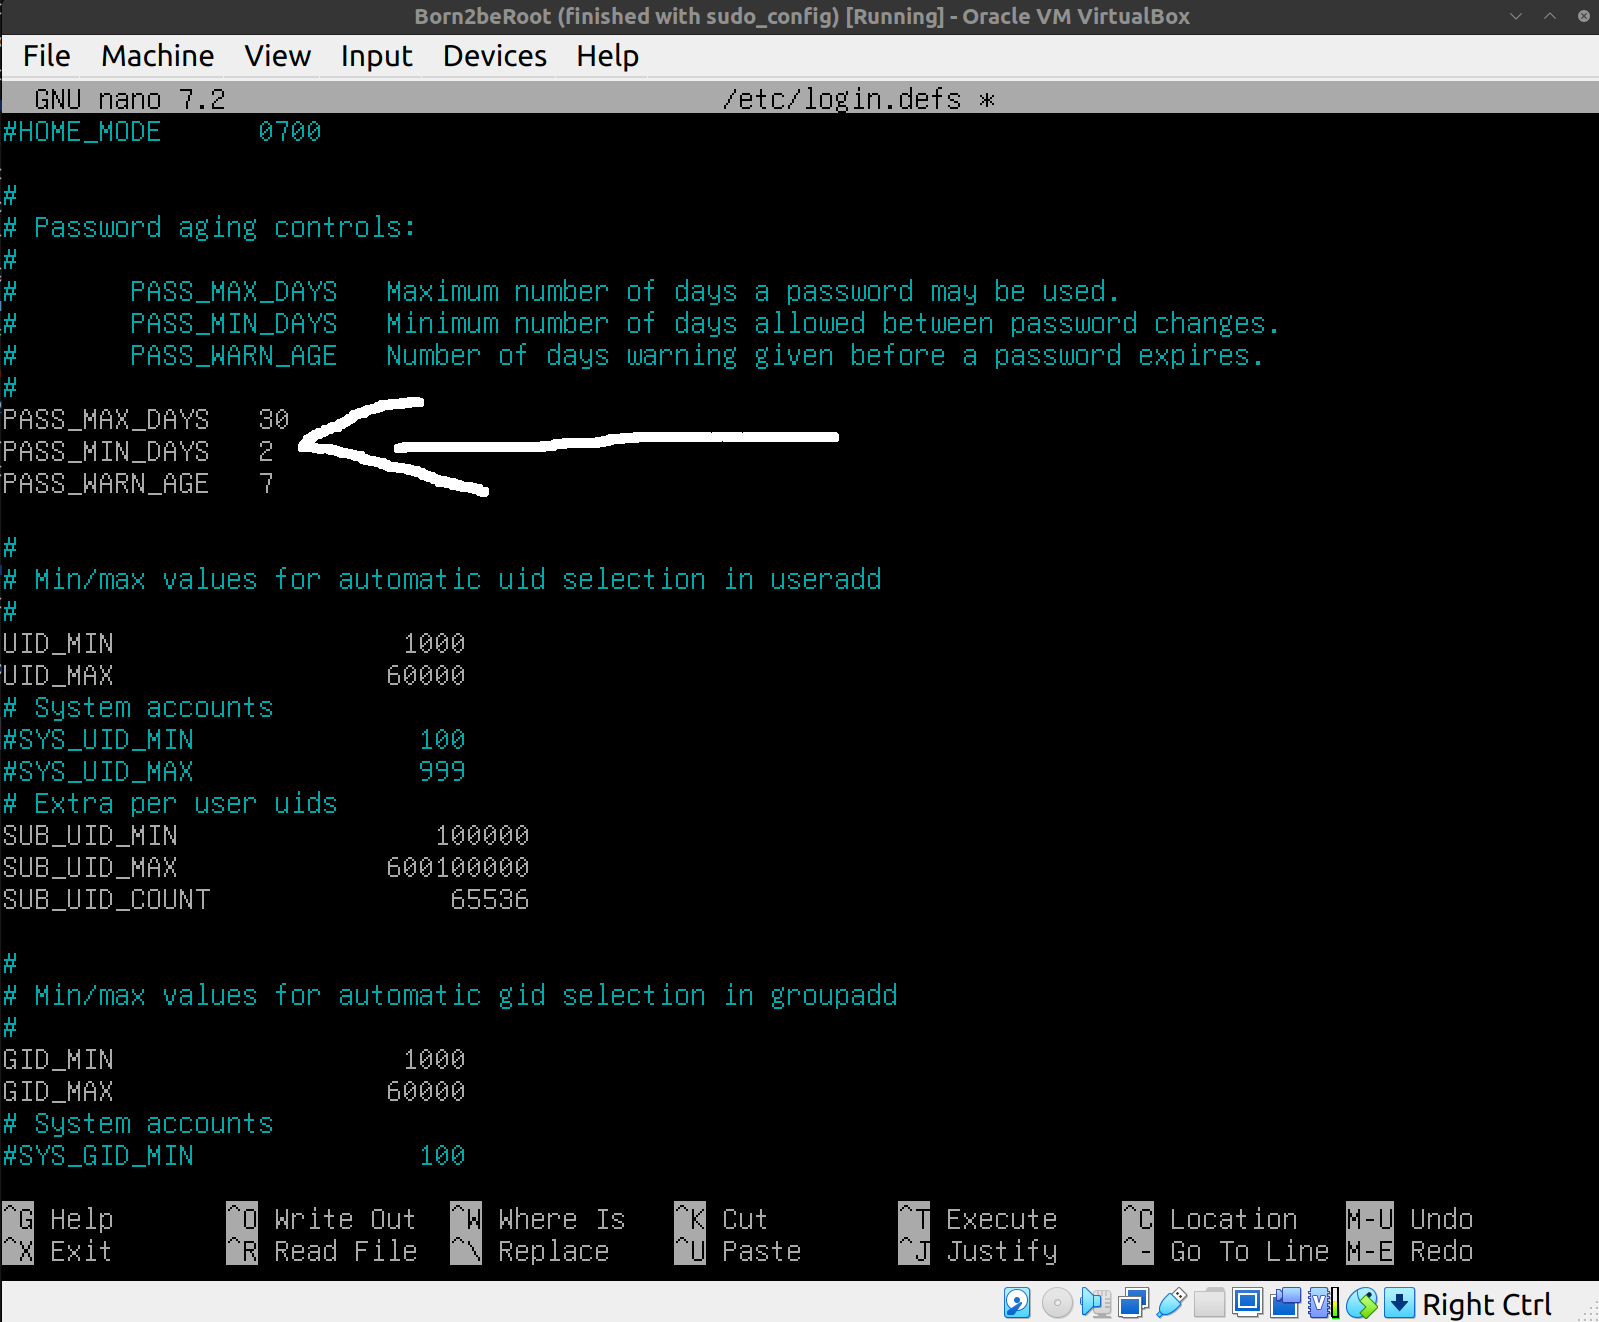 Born2beRoot (finished with sudo_config) [Running] - Oracle VM VirtualBox
File Machine View Input Devices Help
GNU nano 7.2 /etc/login.defs *
#HOME_MODE 0700
#
# Password aging controls:
#
# PASS_MAX_DAYS Maximum number of days a password may be used.
# PASS_MIN_DAYS Minimum number of days allowed between password changes.
# PASS_WARN_AGE Number of days warning given before a password expires.
#
PASS_MAX_DAYS 30
PASS_MIN_DAYS 2
PASS_WARN_AGE 7
#
# Min/max values for automatic uid selection in useradd
#
UID_MIN 1000
UID_MAX 60000
# System accounts
#SYS_UID_MIN 100
#SYS_UID_MAX 999
# Extra per user uids
SUB_UID_MIN 100000
SUB_UID_MAX 600100000
SUB_UID_COUNT 65536
#
# Min/max values for automatic gid selection in groupadd
#
GID_MIN 1000
GID_MAX 60000
# System accounts
#SYS_GID_MIN 100
^G Help ^O Write Out ^W Where Is ^K Cut ^T Execute ^C Location M-U Undo
^X Exit ^R Read File ^\ Replace ^U Paste ^J Justify ^- Go To Line M-E Redo
Right Ctrl